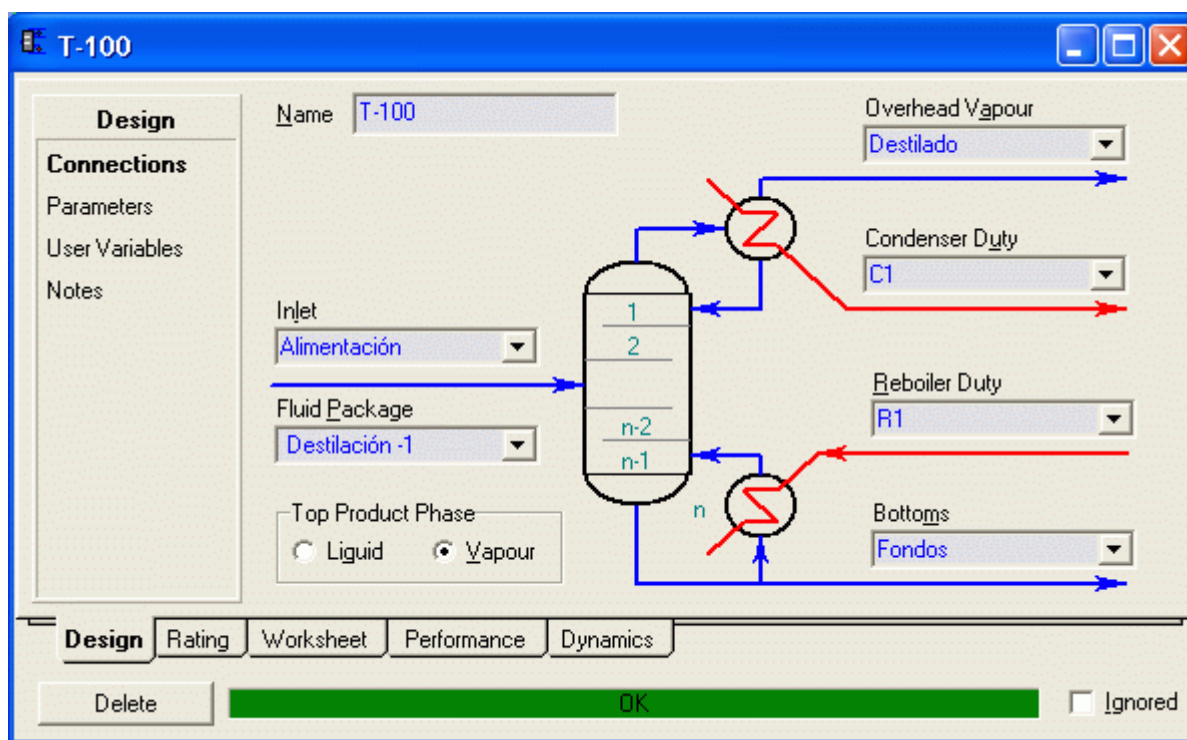 T-100
Design
Connections
Parameters
User Variables
Notes
Name T-100
Inlet
Alimentación
Fluid Package
Destilación -1
Top Product Phase
Liguid Vapour
1
2
n-2
n-1
n
Overhead Vapour
Destilado
Condenser Duty
C1
Reboiler Duty
R1
Bottoms
Fondos
Design Rating Worksheet Performance Dynamics
Delete OK Ignored